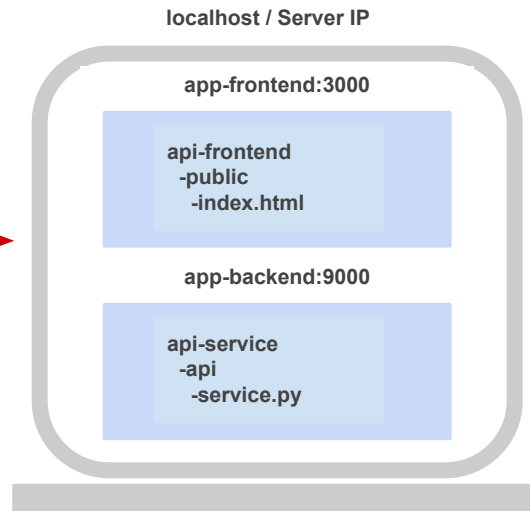 localhost / Server IP
app-frontend:3000
api-frontend
-public
-index.html
app-backend:9000
api-service
-api
-service.py